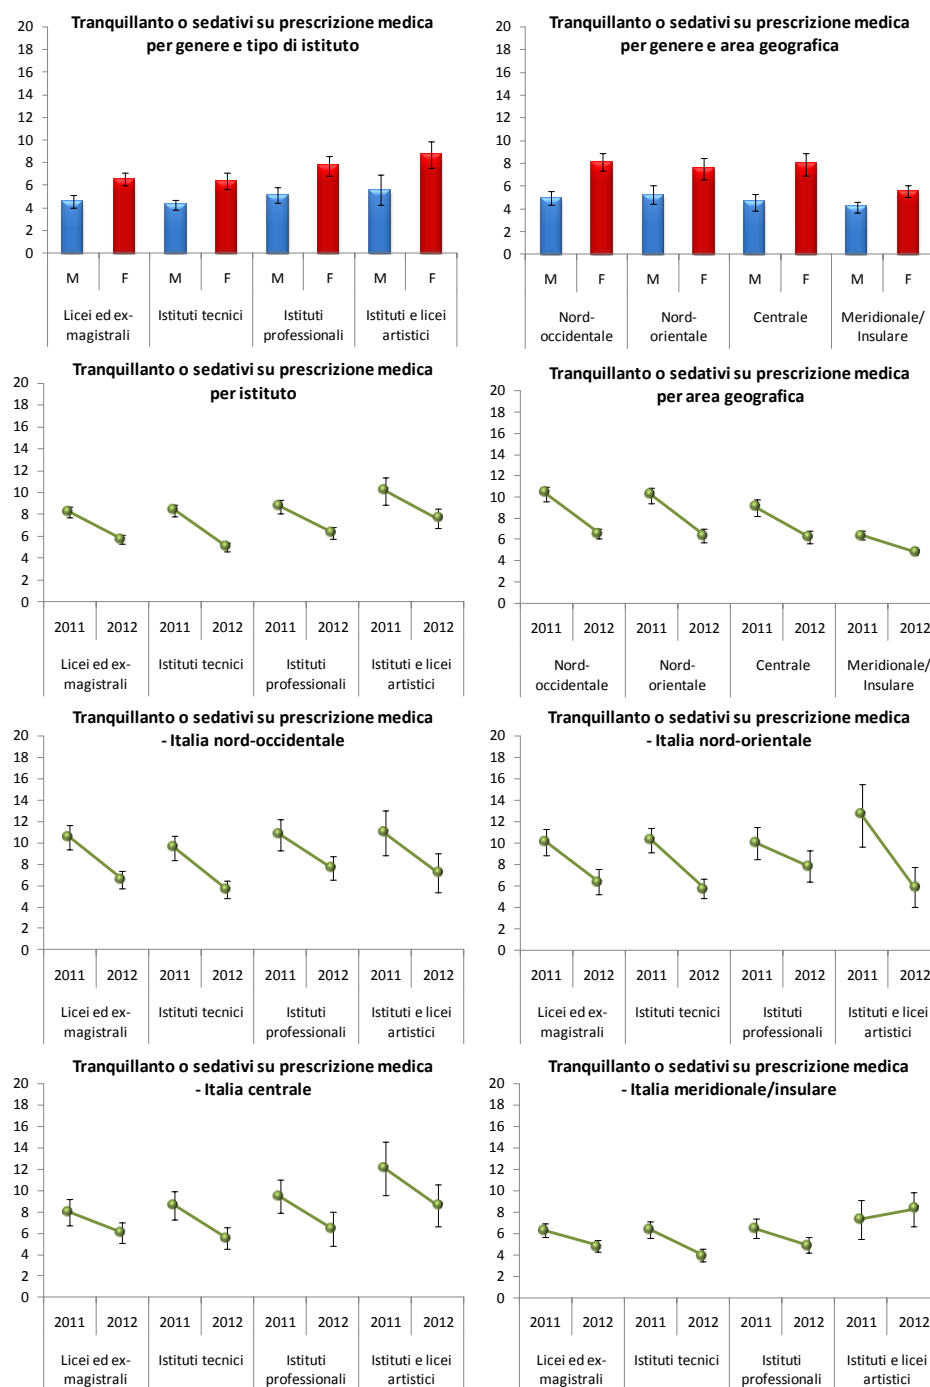 Tranquillanto o sedativi su prescrizione medica
per genere e tipo di istituto
20
18
16
14
12
10
8
6
4
2
0
M F M F M F M F
Licei ed ex-
magistrali
Istituti tecnici
Istituti
professionali
Istituti e licei
artistici
Tranquillanto o sedativi su prescrizione medica
per genere e area geografica
20
18
16
14
12
10
8
6
4
2
0
M F M F M F M F
Nord-
occidentale
Nord-
orientale
Centrale
Meridionale/
Insulare
Tranquillanto o sedativi su prescrizione medica
per istituto
20
18
16
14
12
10
8
6
4
2
0
2011 2012 2011 2012 2011 2012 2011 2012
Licei ed ex-
magistrali
Istituti tecnici
Istituti
professionali
Istituti e licei
artistici
Tranquillanto o sedativi su prescrizione medica
per area geografica
20
18
16
14
12
10
8
6
4
2
0
2011 2012 2011 2012 2011 2012 2011 2012
Nord-
occidentale
Nord-
orientale
Centrale
Meridionale/
Insulare
Tranquillanto o sedativi su prescrizione medica
- Italia nord-occidentale
20
18
16
14
12
10
8
6
4
2
0
2011 2012 2011 2012 2011 2012 2011 2012
Licei ed ex-
magistrali
Istituti tecnici
Istituti
professionali
Istituti e licei
artistici
Tranquillanto o sedativi su prescrizione medica
- Italia nord-orientale
20
18
16
14
12
10
8
6
4
2
0
2011 2012 2011 2012 2011 2012 2011 2012
Licei ed ex-
magistrali
Istituti tecnici
Istituti
professionali
Istituti e licei
artistici
Tranquillanto o sedativi su prescrizione medica
- Italia centrale
20
18
16
14
12
10
8
6
4
2
0
2011 2012 2011 2012 2011 2012 2011 2012
Licei ed ex-
magistrali
Istituti tecnici
Istituti
professionali
Istituti e licei
artistici
Tranquillanto o sedativi su prescrizione medica
- Italia meridionale/insulare
20
18
16
14
12
10
8
6
4
2
0
2011 2012 2011 2012 2011 2012 2011 2012
Licei ed ex-
magistrali
Istituti tecnici
Istituti
professionali
Istituti e licei
artistici